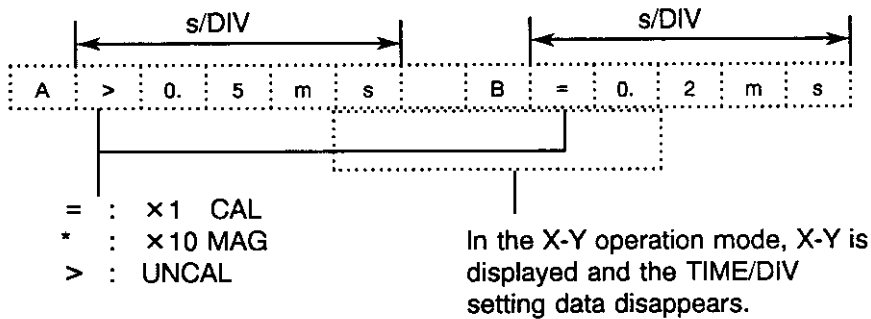 s/DIV s/DIV
A > 0. 5 m s B = 0. 2 m s
= : ×1 CAL
* : ×10 MAG
> : UNCAL
In the X-Y operation mode, X-Y is
displayed and the TIME/DIV
setting data disappears.